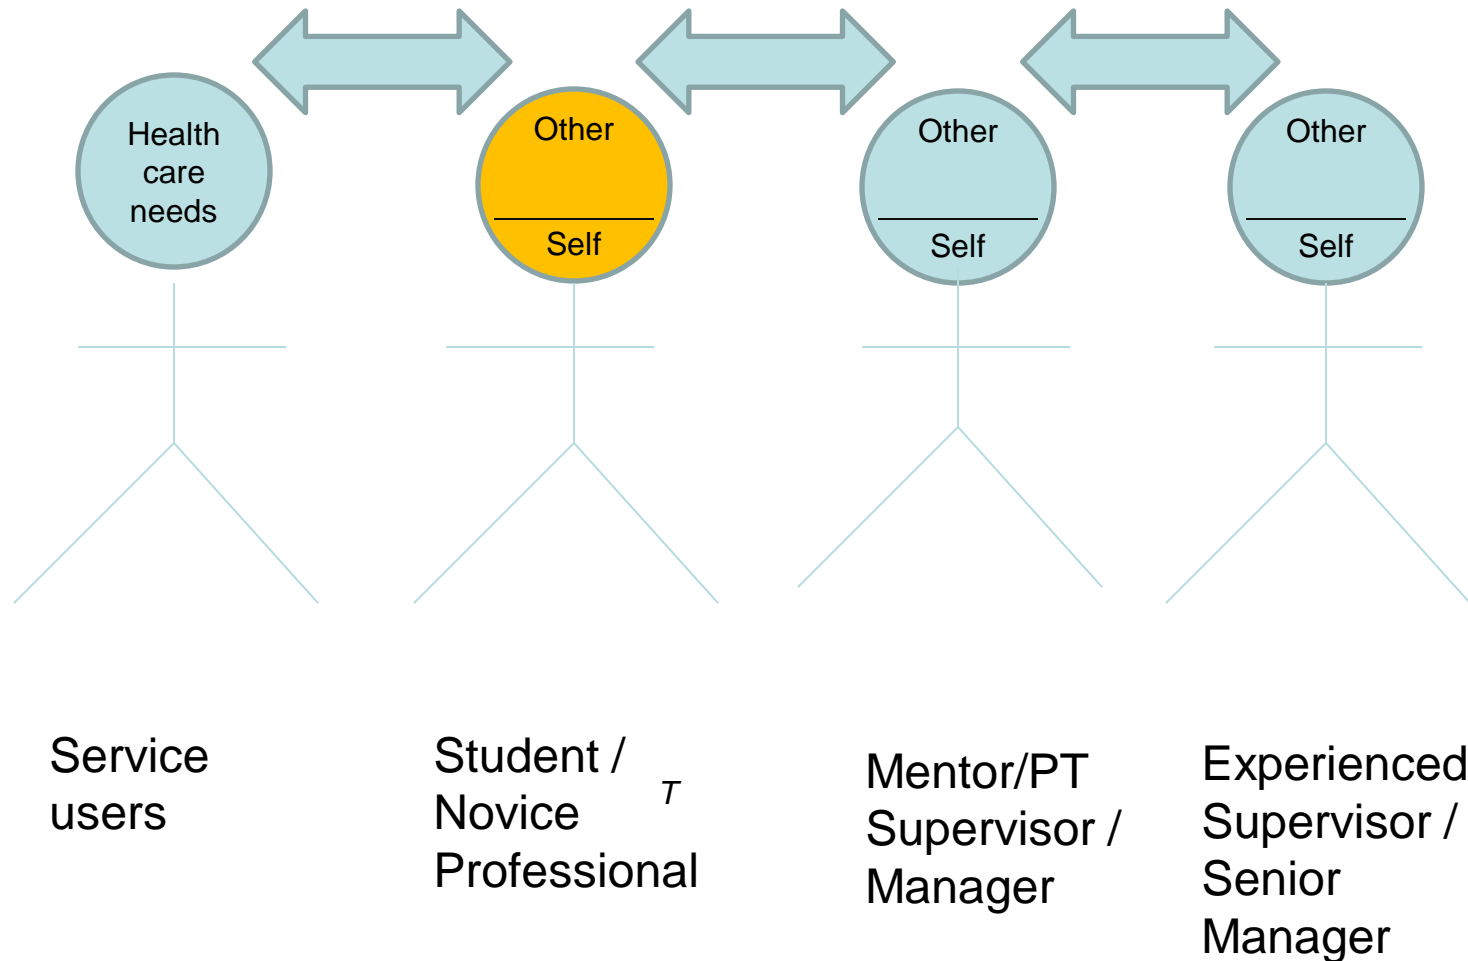 Health
care
needs
Other
Self
Other
Self
Other
Self
Service
users
Student /
Novice
Professional
T
Mentor/PT
Supervisor /
Manager
Experienced
Supervisor /
Senior
Manager